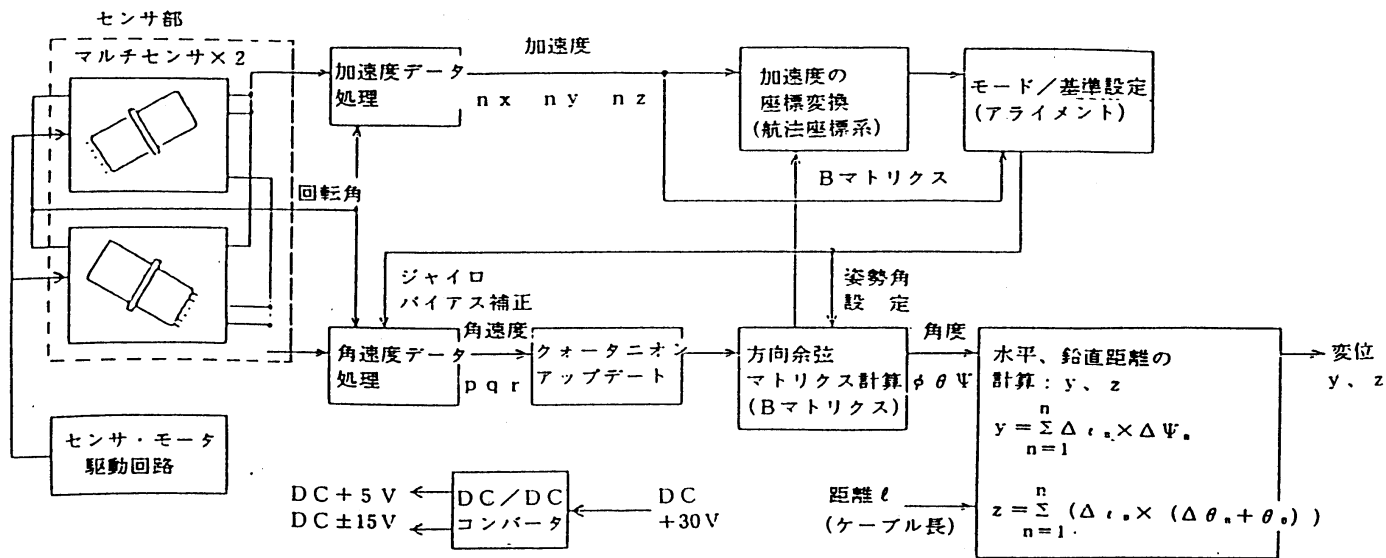 センサ部
マルチセンサ×2
加速度データ
処理
加速度
nx ny nz
加速度の
座標変換
(航法座標系)
モード/基準設定
(アライメント)
回転角
Bマトリクス
ジャイロ
バイアス補正
姿勢角
設 定
角速度データ
処理
角速度
pqr
クォータニオン
アップデート
方向余弦
マトリクス計算
(Bマトリクス)
角度
φθΨ
水平、鉛直距離の
計算:y、z
y=Σ Δℓₙ×ΔΨₙ
n
n=1
変位
y、z
センサ・モータ
駆動回路
DC+5V
DC±15V
DC/DC
コンバータ
DC
+30V
距離ℓ
(ケーブル長)
z=Σ(Δℓₙ×(Δθₙ+θ₀))
n
n=1